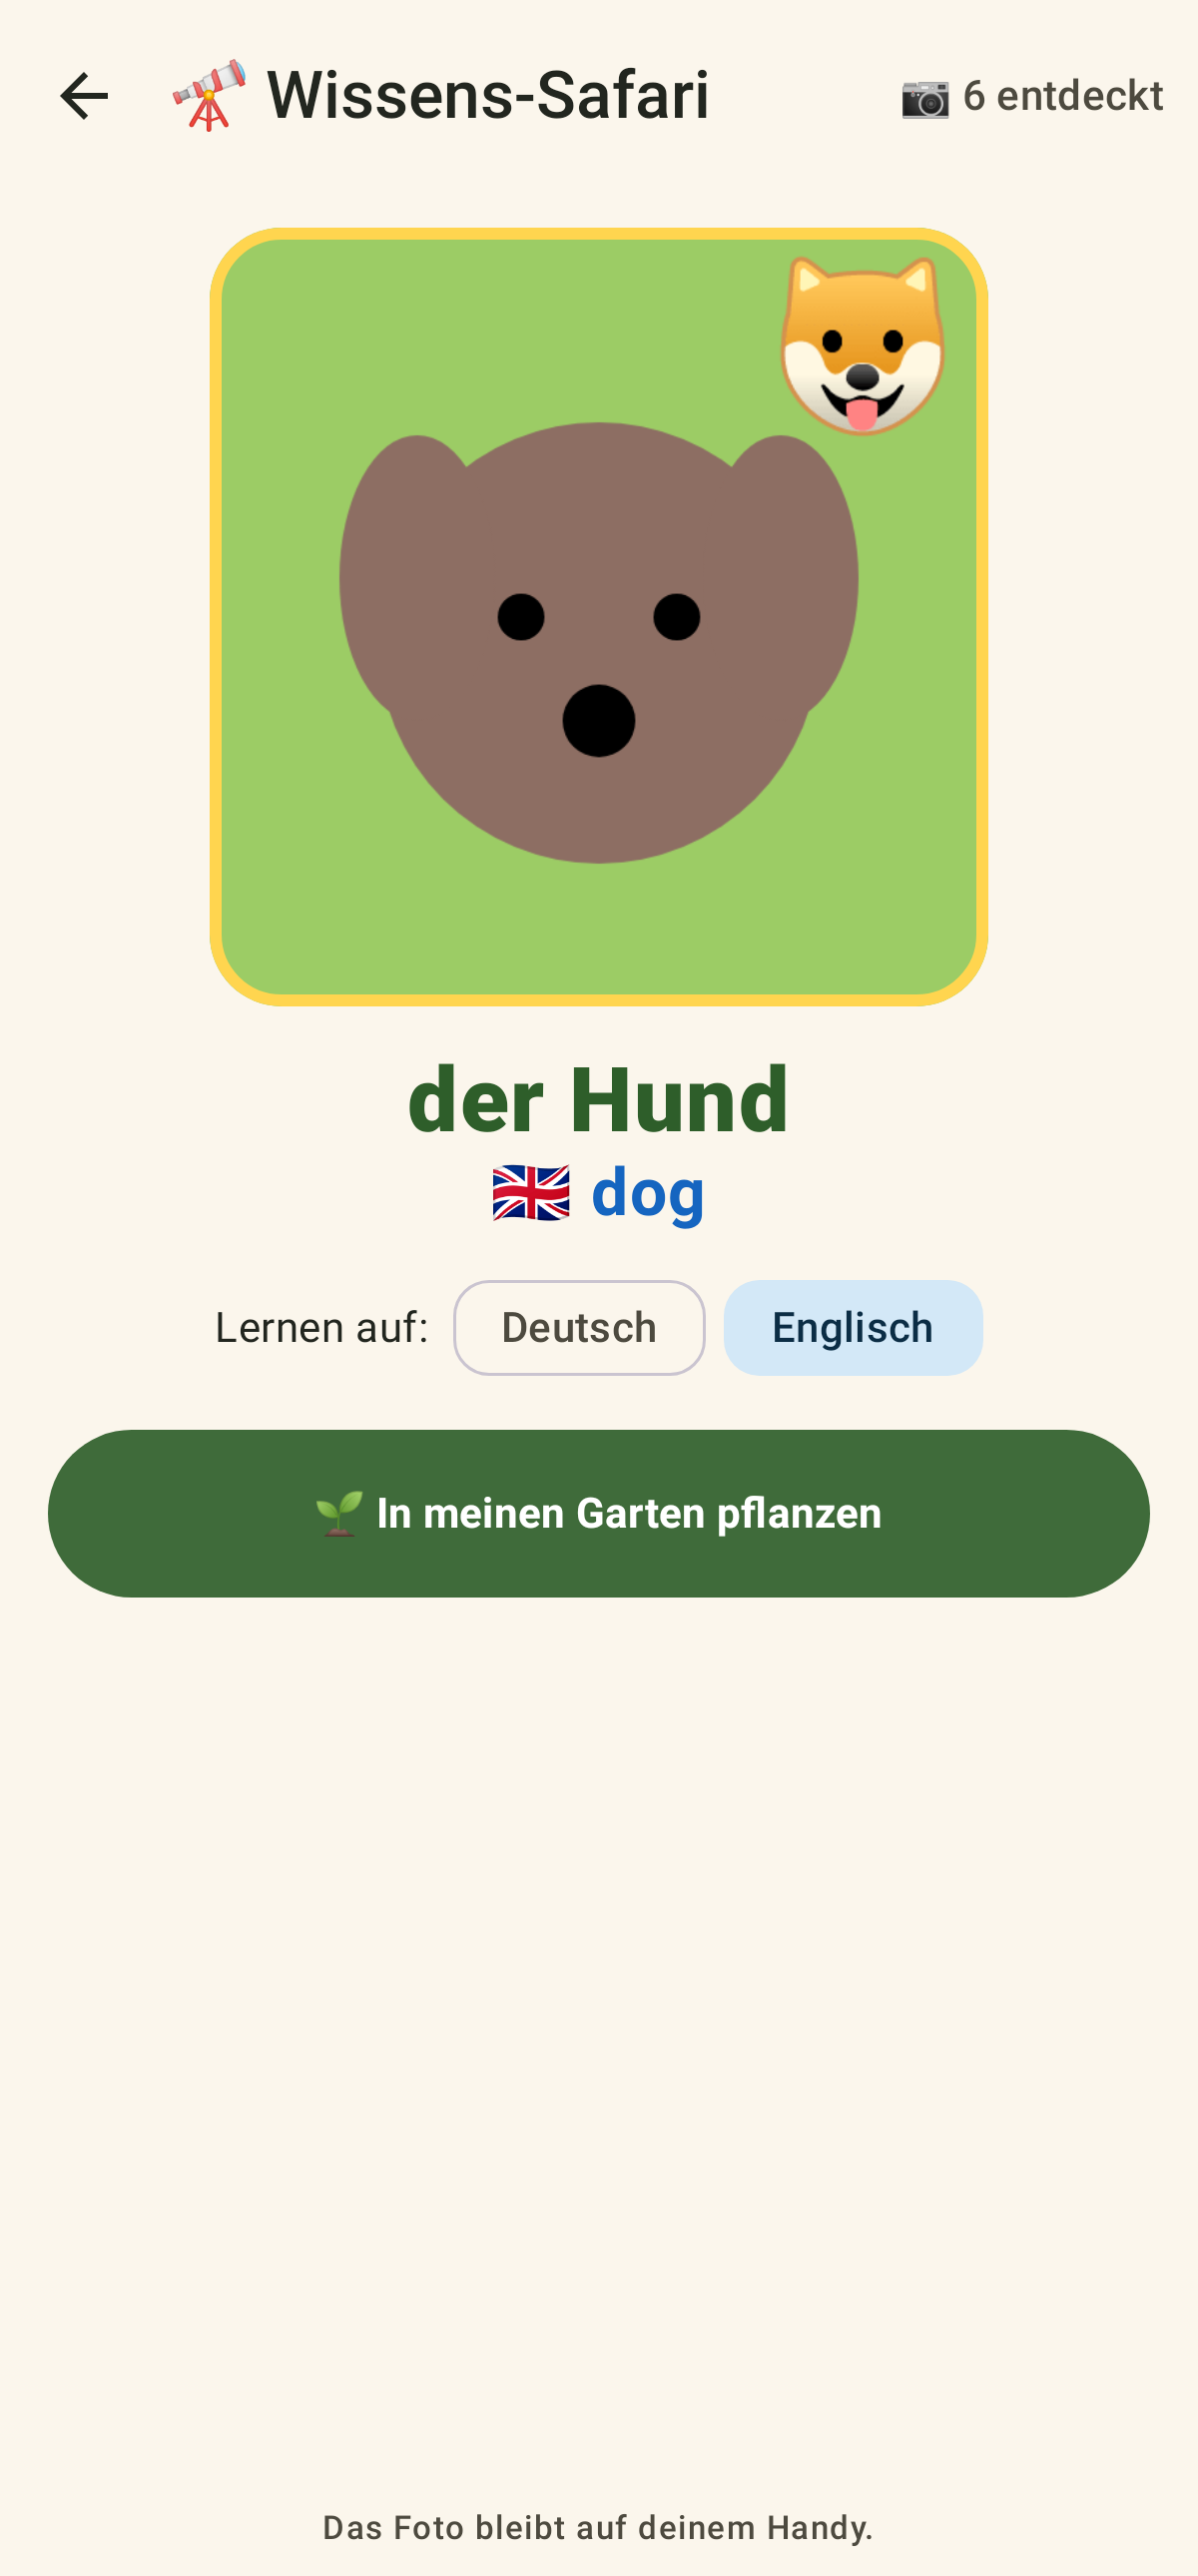 Wissens-Safari
6 entdeckt
der Hund
dog
Lernen auf: Deutsch Englisch
In meinen Garten pflanzen
Das Foto bleibt auf deinem Handy.